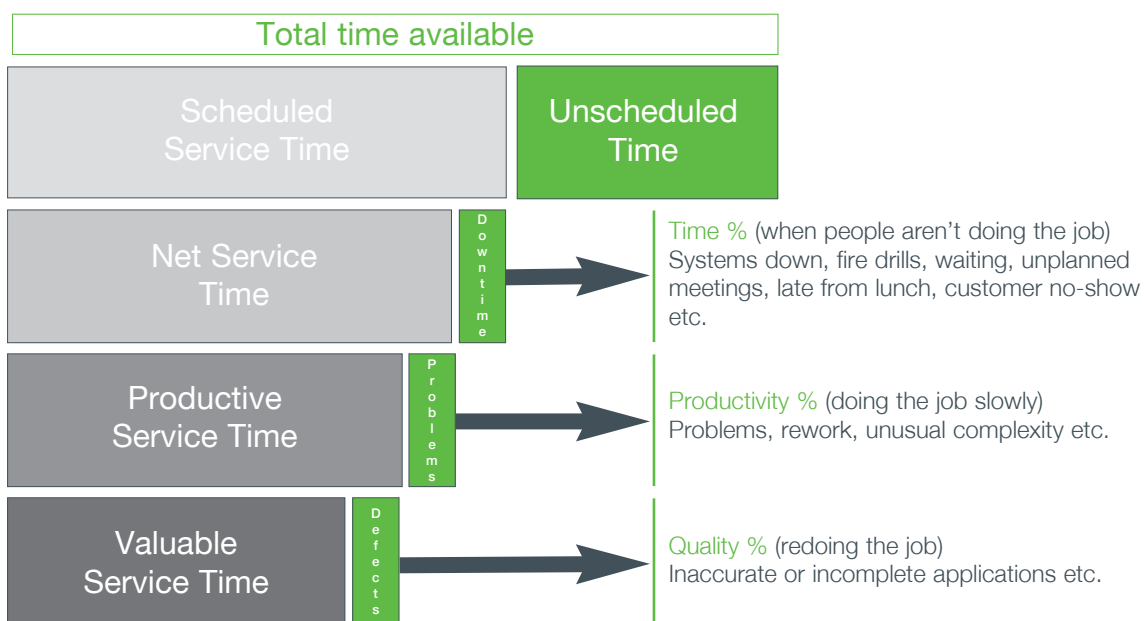 Total time available
Scheduled
Service Time
Unscheduled
Time
Net Service
Time
Downtime
Time % (when people aren’t doing the job)
Systems down, fire drills, waiting, unplanned
meetings, late from lunch, customer no-show
etc.
Productive
Service Time
Problems
Productivity % (doing the job slowly)
Problems, rework, unusual complexity etc.
Valuable
Service Time
Defects
Quality % (redoing the job)
Inaccurate or incomplete applications etc.